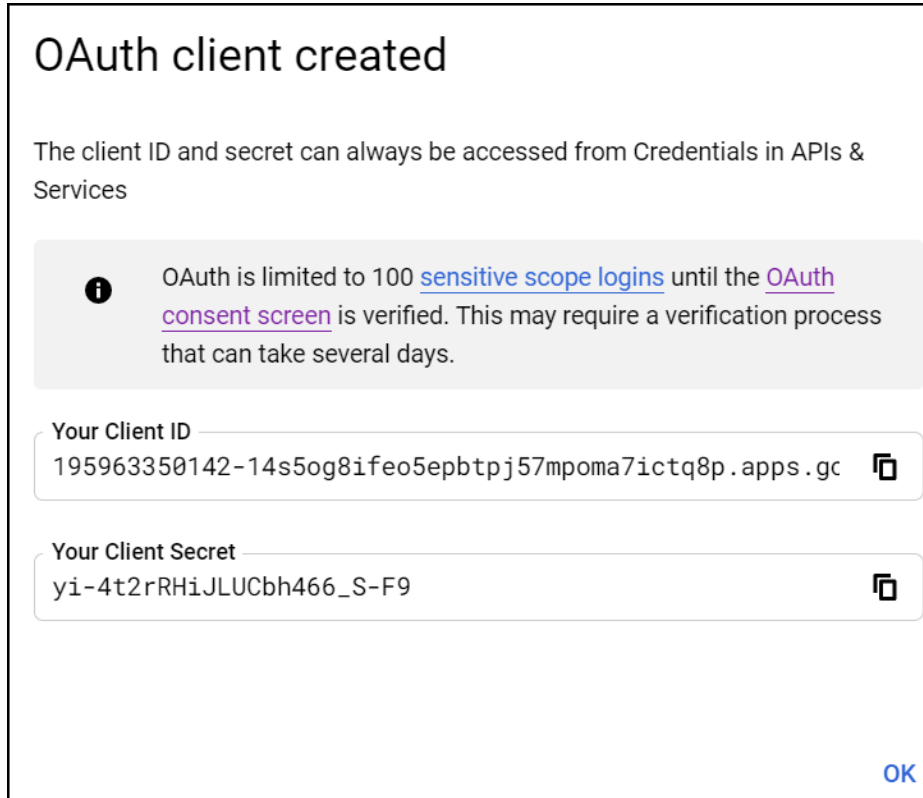 OAuth client created
The client ID and secret can always be accessed from Credentials in APIs &
Services
OAuth is limited to 100 sensitive scope logins until the OAuth
consent screen is verified. This may require a verification process
that can take several days.
Your Client ID
195963350142-14s5og8ifeo5epbtpj57mpoma7ictq8p.apps.gc
Your Client Secret
yi-4t2rRHiJLUCbh466_S-F9
OK